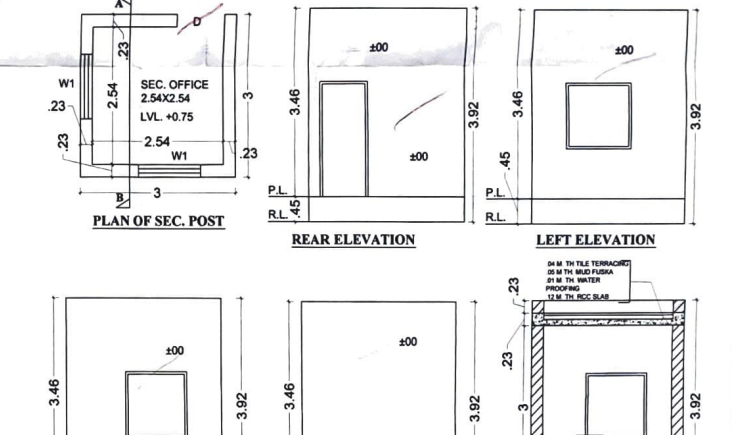 A
D
.23
W1
SEC. OFFICE
2.54X2.54
LVL. +0.75
2.54
3
.23
2.54
.23
W1
.23
B
3
PLAN OF SEC. POST
±00
3.46
3.92
±00
P.L.
.45
R.L.
REAR ELEVATION
±00
3.46
3.92
.45
P.L.
R.L.
LEFT ELEVATION
±00
3.46
3.92
±00
3.46
3.92
.04 M. TH TILE TERRACING
.05 M. TH. MUD FUSKA
.01 M. TH. WATER
PROOFING
.12 M. TH. RCC SLAB
.23
.23
3
3.92